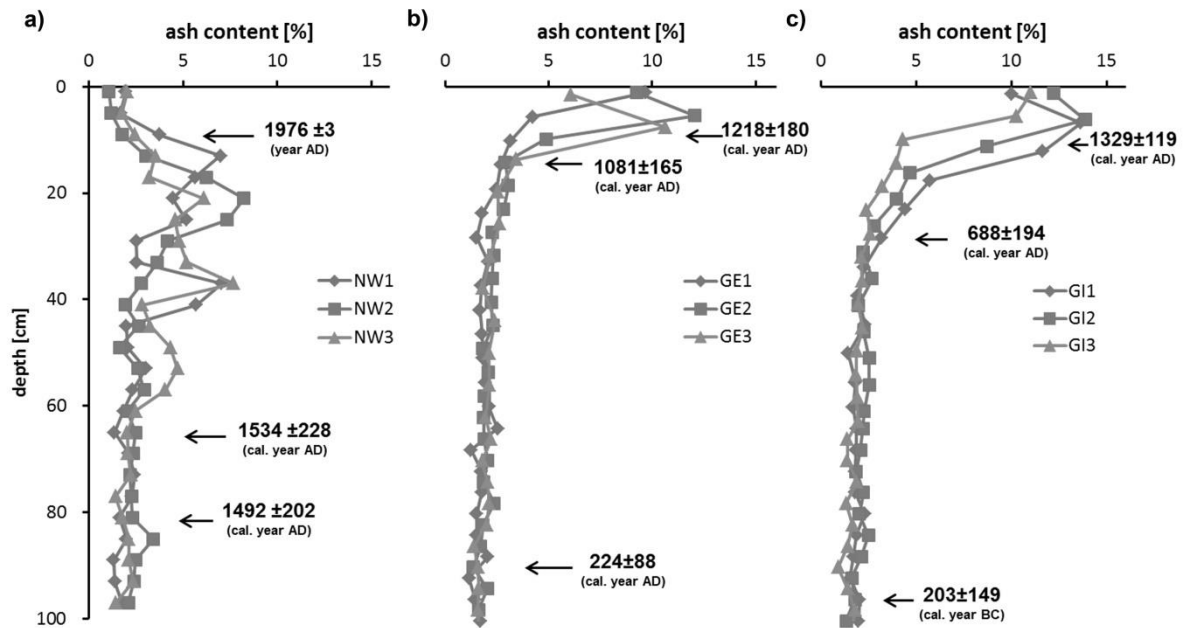 a)
ash content [%]
0 5 10 15
0
20
40
60
80
100
depth [cm]
1976 ±3
(year AD)
NW1
NW2
NW3
1534 ±228
(cal. year AD)
1492 ±202
(cal. year AD)
b)
ash content [%]
0 5 10 15
1218±180
(cal. year AD)
1081±165
(cal. year AD)
GE1
GE2
GE3
224±88
(cal. year AD)
c)
ash content [%]
0 5 10 15
1329±119
(cal. year AD)
688±194
(cal. year AD)
GI1
GI2
GI3
203±149
(cal. year BC)